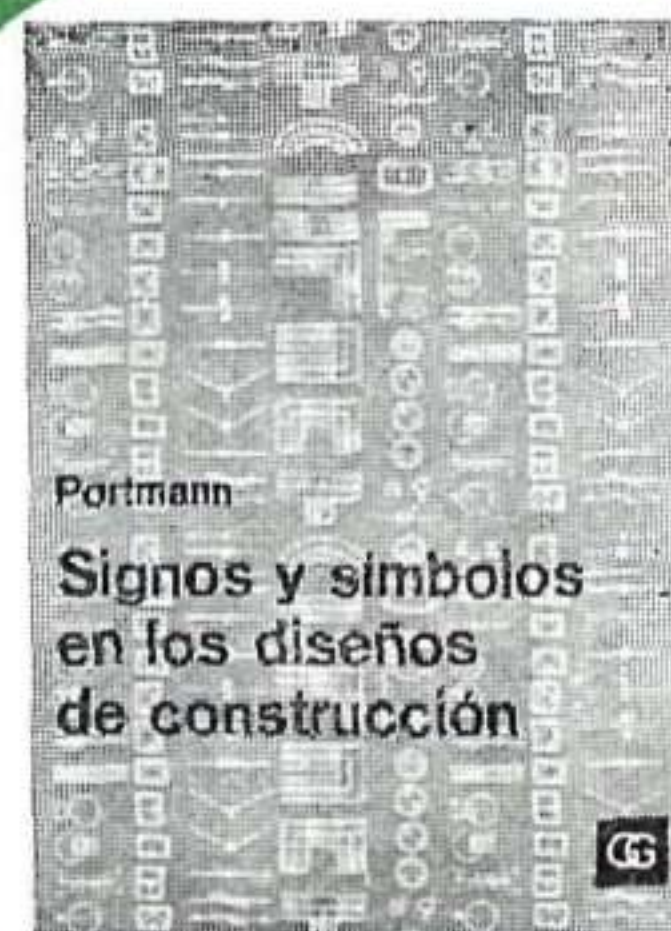 Portmann
Signos y símbolos
en los diseños
de construcción
GG